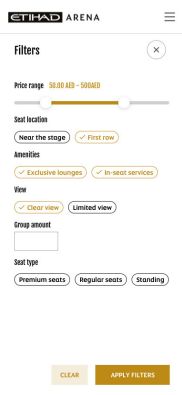 ETIHAD ARENA
Filters
Price range 50.00 AED - 500AED
Seat location
Near the stage First row
Amenities
Exclusive lounges In-seat services
View
Clear view Limited view
Group amount
Seat type
Premium seats Regular seats Standing
CLEAR APPLY FILTERS